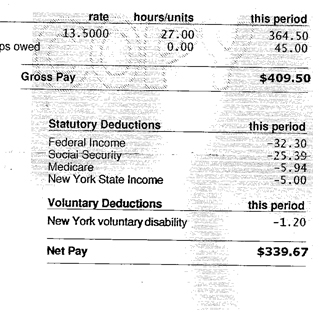 rate hours/units this period
13.5000 27.00 364.50
ps owed 0.00 45.00
Gross Pay $409.50
Statutory Deductions this period
Federal Income -32.30
Social Security -25.39
Medicare -5.94
New York State Income -5.00
Voluntary Deductions this period
New York voluntary disability -1.20
Net Pay $339.67